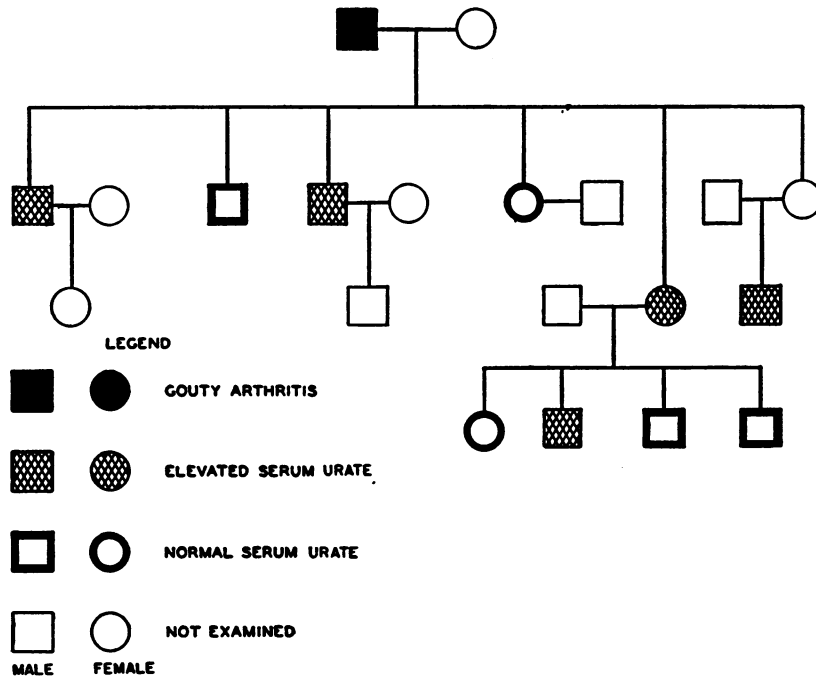 LEGEND
GOUTY ARTHRITIS
ELEVATED SERUM URATE
NORMAL SERUM URATE
NOT EXAMINED
MALE FEMALE